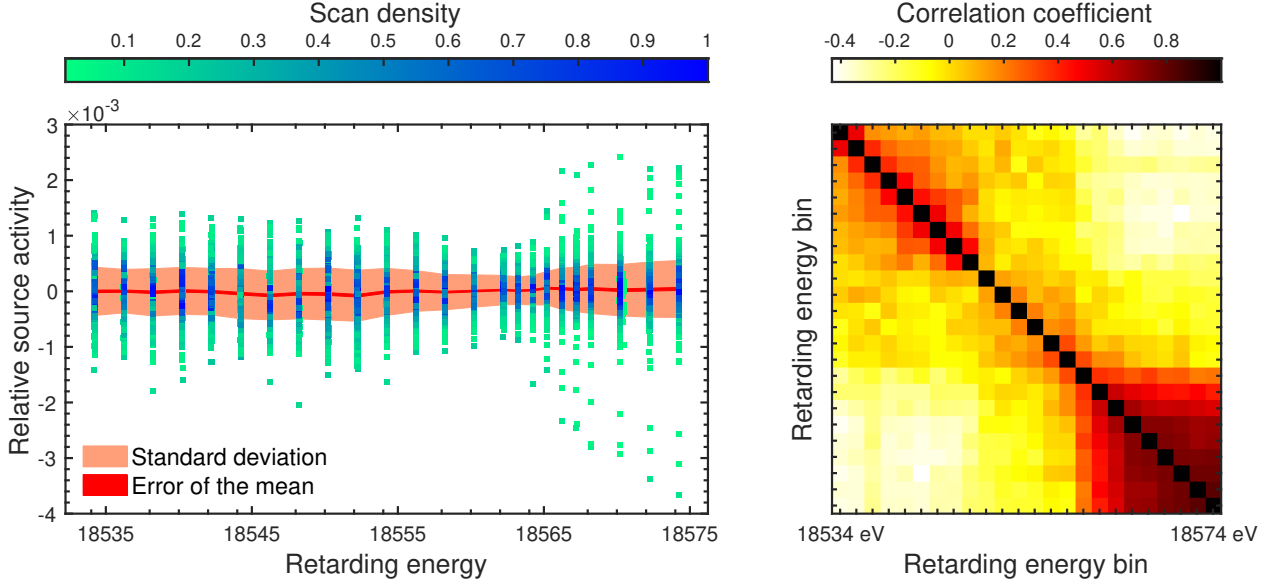 Scan density
0.1 0.2 0.3 0.4 0.5 0.6 0.7 0.8 0.9 1
×10⁻³
3
2
1
0
-1
-2
-3
-4
Relative source activity
Standard deviation
Error of the mean
18535 18545 18555 18565 18575
Retarding energy
Correlation coefficient
-0.4 -0.2 0 0.2 0.4 0.6 0.8
Retarding energy bin
18534 eV 18574 eV
Retarding energy bin